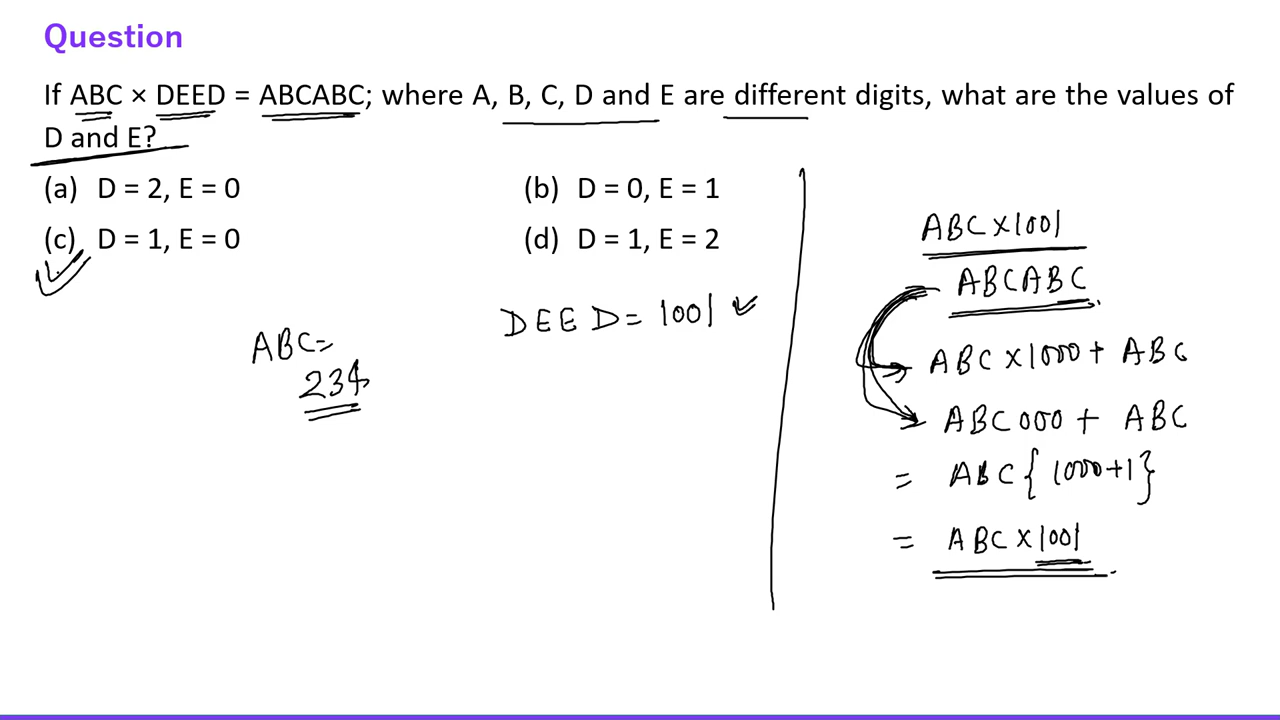 Question
If ABC × DEED = ABCABC; where A, B, C, D and E are different digits, what are the values of
D and E?
(a) D = 2, E = 0
(b) D = 0, E = 1
(c) D = 1, E = 0
(d) D = 1, E = 2
DEED = 1001
ABC =
234
ABC×1001
ABCABC
ABC×1000 + ABC
ABC000 + ABC
= ABC{1000+1}
= ABC×1001